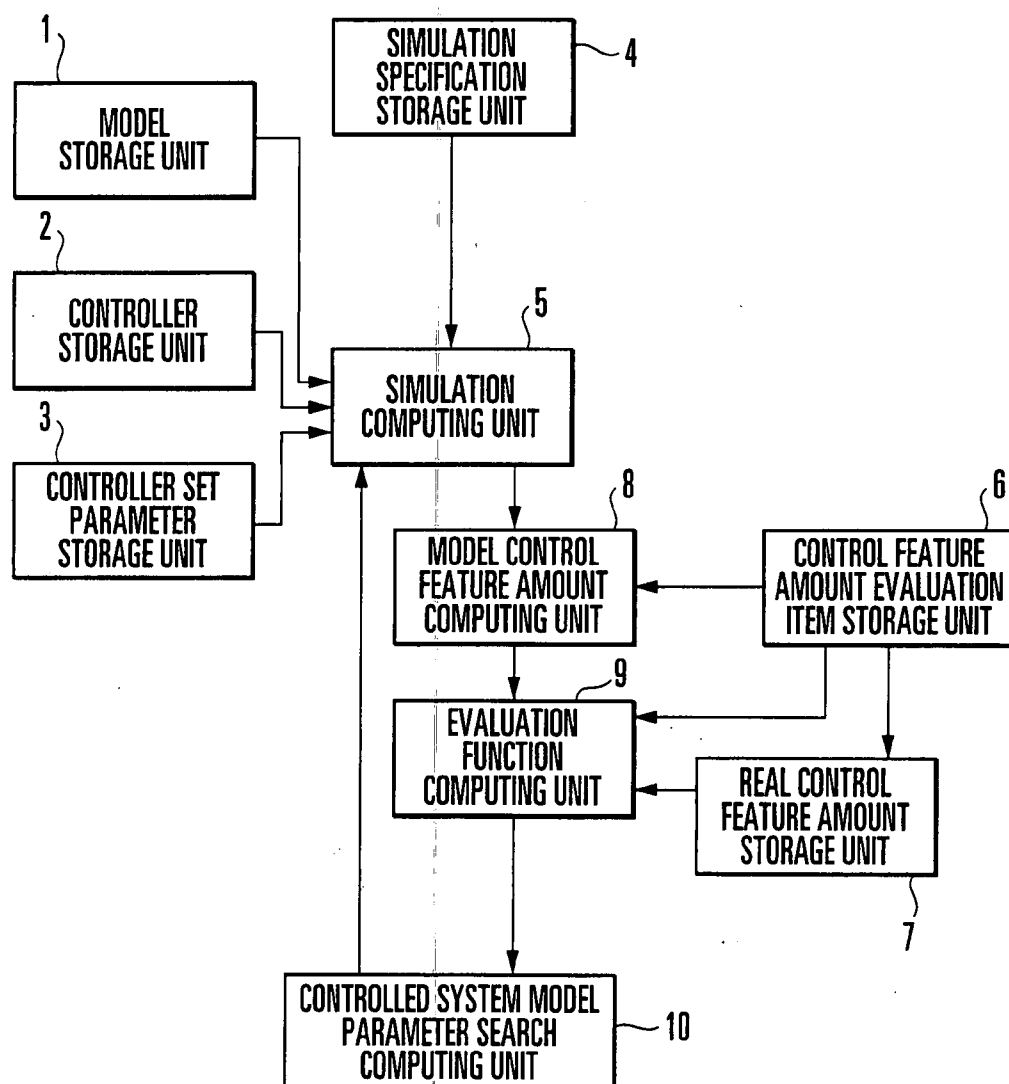 1
MODEL
STORAGE UNIT
4
SIMULATION
SPECIFICATION
STORAGE UNIT
2
CONTROLLER
STORAGE UNIT
3
CONTROLLER SET
PARAMETER
STORAGE UNIT
5
SIMULATION
COMPUTING UNIT
8
MODEL CONTROL
FEATURE AMOUNT
COMPUTING UNIT
6
CONTROL FEATURE
AMOUNT EVALUATION
ITEM STORAGE UNIT
9
EVALUATION
FUNCTION
COMPUTING UNIT
REAL CONTROL
FEATURE AMOUNT
STORAGE UNIT
7
CONTROLLED SYSTEM MODEL
PARAMETER SEARCH
COMPUTING UNIT
10